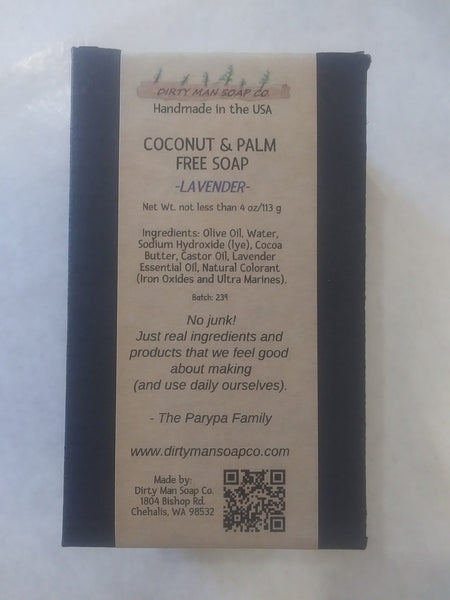 DIRTY MAN SOAP CO.
Handmade in the USA
COCONUT & PALM
FREE SOAP
-LAVENDER-
Net Wt. not less than 4 oz/113 g
Ingredients: Olive Oil, Water,
Sodium Hydroxide (lye), Cocoa
Butter, Castor Oil, Lavender
Essential Oil, Natural Colorant
(Iron Oxides and Ultra Marines).
Batch: 239
No junk!
Just real ingredients and
products that we feel good
about making
(and use daily ourselves).
- The Parypa Family
www.dirtymansoapco.com
Made by:
Dirty Man Soap Co.
1804 Bishop Rd.
Chehalis, WA 98532